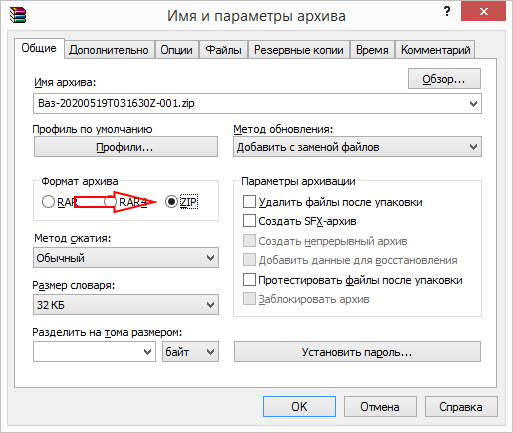 Имя и параметры архива
Общие Дополнительно Опции Файлы Резервные копии Время Комментарий
Имя архива:
Обзор...
Ваз-20200519T031630Z-001.zip
Профиль по умолчанию
Метод обновления:
Профили...
Добавить с заменой файлов
Формат архива
RAR RAR4 ZIP
Параметры архивации
Удалить файлы после упаковки
Создать SFX-архив
Создать непрерывный архив
Добавить данные для восстановления
Протестировать файлы после упаковки
Заблокировать архив
Метод сжатия:
Обычный
Размер словаря:
32 КБ
Разделить на тома размером:
байт
Установить пароль...
OK Отмена Справка